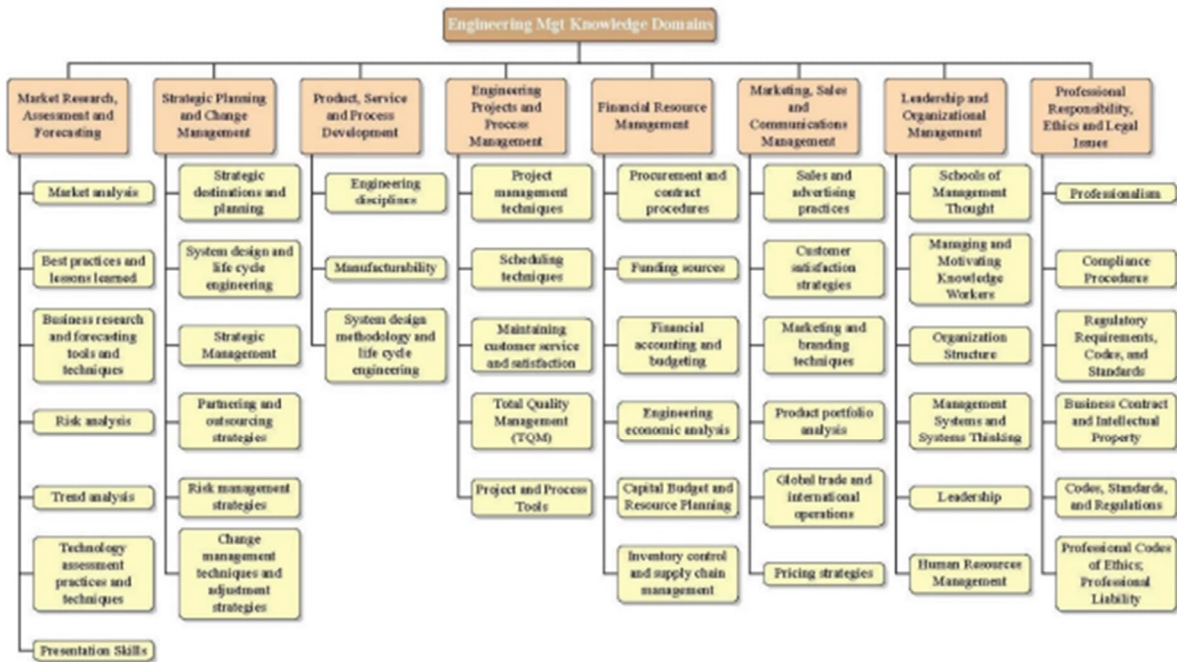 Engineering Mgt Knowledge Domains
Market Research,
Assessment and
Forecasting
Market analysis
Best practices and
lessons learned
Business research
and forecasting
tools and
techniques
Risk analysis
Trend analysis
Technology
assessment
practices and
techniques
Presentation Skills
Strategic Planning
and Change
Management
Strategic
destinations and
planning
System design and
life cycle
engineering
Strategic
Management
Partnering and
outsourcing
strategies
Risk management
strategies
Change
management
techniques and
adjustment
strategies
Product, Service
and Process
Development
Engineering
disciplines
Manufacturability
System design
methodology and
life cycle
engineering
Engineering
Projects and
Process
Management
Project
management
techniques
Scheduling
techniques
Maintaining
customer service
and satisfaction
Total Quality
Management
(TQM)
Project and Process
Tools
Financial Resource
Management
Procurement and
contract
procedures
Funding sources
Financial
accounting and
budgeting
Engineering
economic analysis
Capital Budget and
Resource Planning
Inventory control
and supply chain
management
Marketing, Sales
and
Communications
Management
Sales and
advertising
practices
Customer
satisfaction
strategies
Marketing and
branding
techniques
Product portfolio
analysis
Global trade and
international
operations
Pricing strategies
Leadership and
Organizational
Management
Schools of
Management
Thought
Managing and
Motivating
Knowledge
Workers
Organization
Structure
Management
Systems and
Systems Thinking
Leadership
Human Resources
Management
Professional
Responsibility,
Ethics and Legal
Issues
Professionalism
Compliance
Procedures
Regulatory
Requirements,
Codes, and
Standards
Business Contract
and Intellectual
Property
Codes, Standards,
and Regulations
Professional Codes
of Ethics;
Professional
Liability